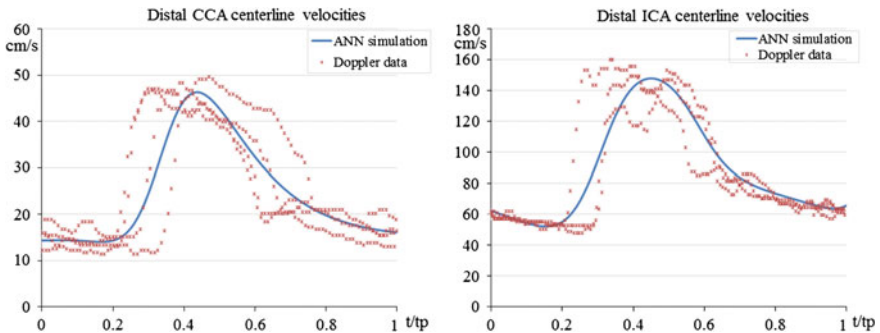 Distal CCA centerline velocities
60
cm/s
50
40
30
20
10
0
ANN simulation
Doppler data
0 0.2 0.4 0.6 0.8 1 t/tp
Distal ICA centerline velocities
180
cm/s
160
140
120
100
80
60
40
20
0
ANN simulation
Doppler data
0 0.2 0.4 0.6 0.8 1 t/tp